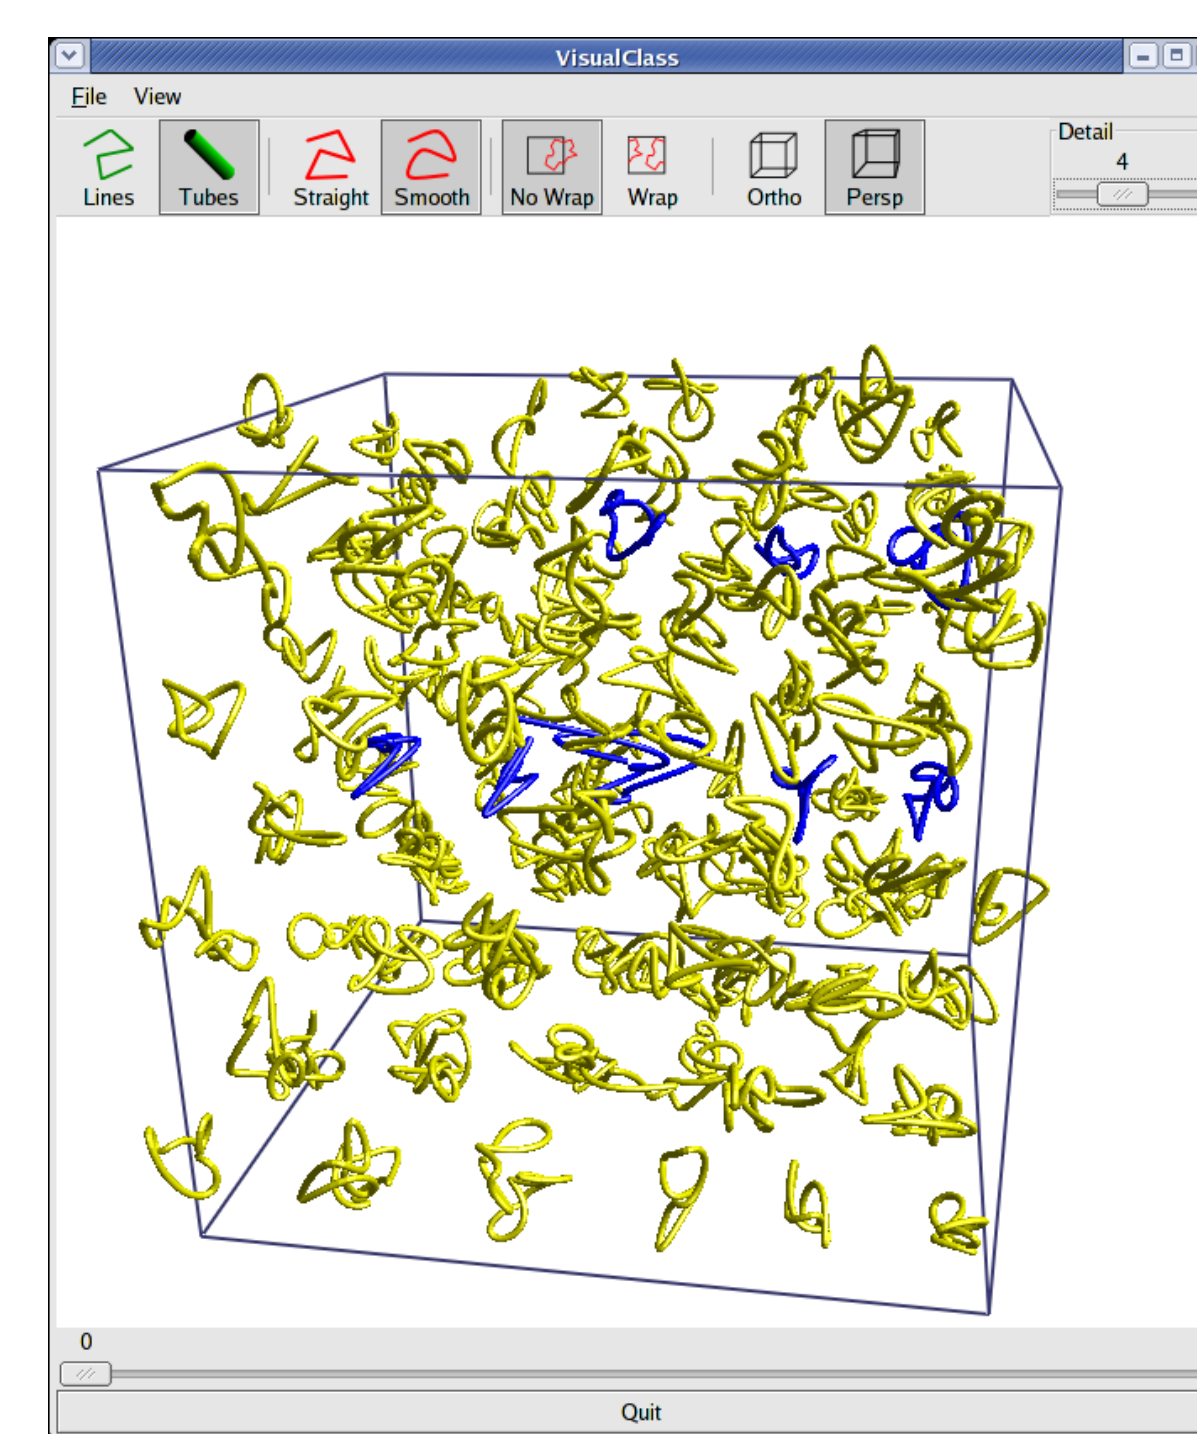 VisualClass
File View
Detail
4
Lines Tubes Straight Smooth No Wrap Wrap Ortho Persp
0
Quit